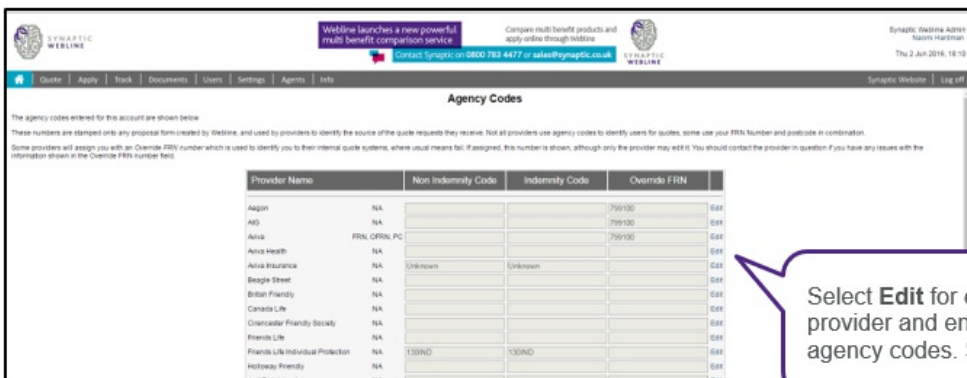 SYNAPTIC
WEBLINE
Webline launches a new powerful
multi benefit comparison service
Compare multi benefit products and
apply online through Webline
Contact Synaptic on 0800 783 4477 or sales@synaptic.co.uk
SYNAPTIC
WEBLINE
Synaptic Webline Admin
Naomi Hardman
Thu 2 Jun 2016, 18:10
Quote | Apply | Track | Documents | Users | Settings | Agents | Info
Synaptic Website | Log off
Agency Codes
The agency codes entered for this account are shown below
These numbers are stamped onto any proposal form created by Webline, and used by providers to identify the source of the quote requests they receive. Not all providers use agency codes to identify users for quotes, some use your FRN Number and postcode in combination.
Some providers will assign you with an Override FRN number which is used to identify you to their internal quote systems, where usual means fail. If assigned, this number is shown, although only the provider may edit it. You should contact the provider in question if you have any issues with the
information shown in the Override FRN number field.
Provider Name Non Indemnity Code Indemnity Code Override FRN
Aegon NA 799100 Edit
AIG NA 799100 Edit
Aviva FRN, OFRN, PC 799100 Edit
Aviva Health NA Edit
Aviva Insurance NA Unknown Unknown Edit
Beagle Street NA Edit
British Friendly NA Edit
Canada Life NA Edit
Cirencester Friendly Society NA Edit
Friends Life NA Edit
Friends Life Individual Protection NA 130IND 130IND Edit
Holloway Friendly NA Edit
Select Edit for
provider and
agency codes.